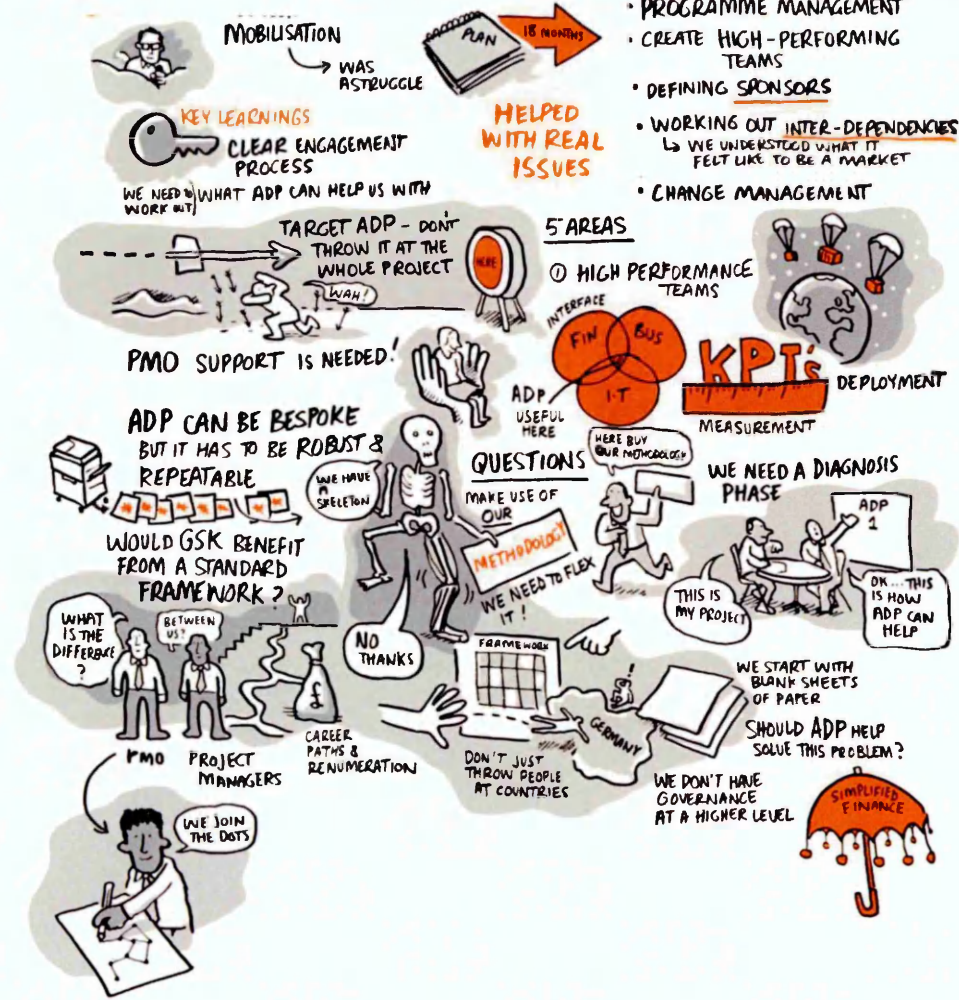 MOBILISATION
WAS
A STRUGGLE
PLAN
18 MONTHS
• PROGRAMME MANAGEMENT
• CREATE HIGH-PERFORMING
TEAMS
• DEFINING SPONSORS
• WORKING OUT INTER-DEPENDENCIES
WE UNDERSTOOD WHAT IT
FELT LIKE TO BE A MARKET
• CHANGE MANAGEMENT
HELPED
WITH REAL
ISSUES
KEY LEARNINGS
CLEAR ENGAGEMENT
PROCESS
WE NEED TO
WORK OUT
WHAT ADP CAN HELP US WITH
TARGET ADP - DON'T
THROW IT AT THE
WHOLE PROJECT
WAH!
HERE
5 AREAS
① HIGH PERFORMANCE
TEAMS
INTERFACE
FIN
BUS
I.T
ADP
USEFUL
HERE
KPI's
MEASUREMENT
DEPLOYMENT
PMO SUPPORT IS NEEDED!
ADP CAN BE BESPOKE
BUT IT HAS TO BE ROBUST &
REPEATABLE
WE HAVE
A
SKELETON
QUESTIONS
MAKE USE OF
OUR
METHODOLOGY
WE NEED TO FLEX
IT!
HERE BUY
OUR METHODOLOGY
WE NEED A DIAGNOSIS
PHASE
ADP
1
THIS IS
MY PROJECT
OK... THIS
IS HOW
ADP CAN
HELP
WOULD GSK BENEFIT
FROM A STANDARD
FRAMEWORK?
WHAT
IS THE
DIFFERENCE
?
BETWEEN
US?
NO
THANKS
£
PMO
PROJECT
MANAGERS
CAREER
PATHS &
RENUMERATION
FRAMEWORK
GERMANY
DON'T JUST
THROW PEOPLE
AT COUNTRIES
WE START WITH
BLANK SHEETS
OF PAPER
SHOULD ADP HELP
SOLVE THIS PROBLEM?
WE DON'T HAVE
GOVERNANCE
AT A HIGHER LEVEL
SIMPLIFIED
FINANCE
WE JOIN
THE DOTS